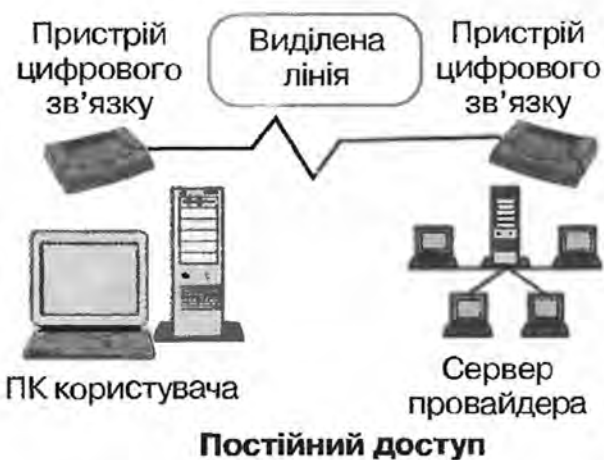 Пристрій
цифрового
зв'язку
Виділена
лінія
Пристрій
цифрового
зв'язку
ПК користувача
Сервер
провайдера
Постійний доступ